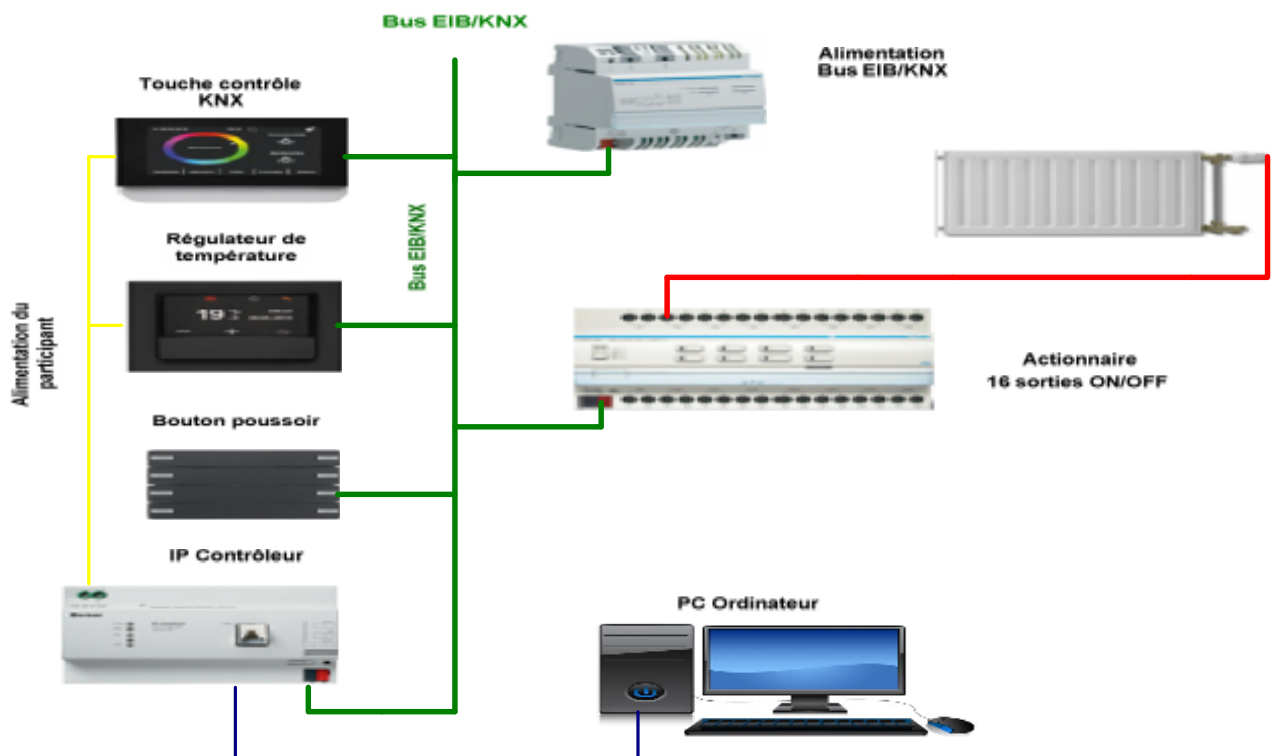 Bus EIB/KNX
Alimentation
Bus EIB/KNX
Touche contrôle
KNX
Bus EIB/KNX
Régulateur de
température
19
Alimentation du
participant
Actionnaire
16 sorties ON/OFF
Bouton poussoir
IP Contrôleur
PC Ordinateur